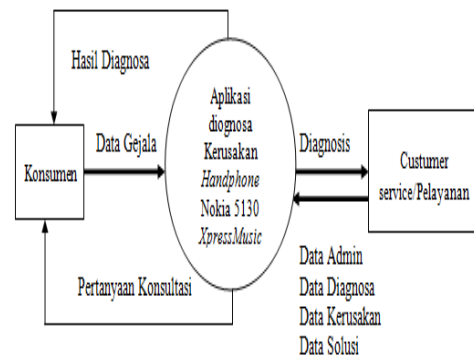 Hasil Diagnosa
Aplikasi
diognosa
Kerusakan
Handphone
Nokia 5130
XpressMusic
Konsumen
Data Gejala
Diagnosis
Custumer
service/Pelayanan
Pertanyaan Konsultasi
Data Admin
Data Diagnosa
Data Kerusakan
Data Solusi